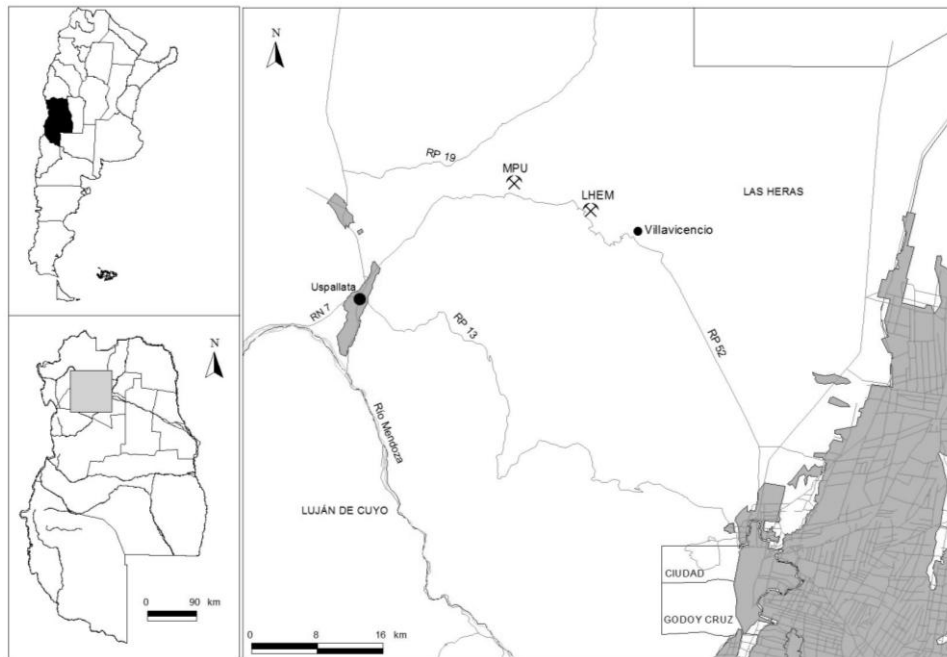 N
0 90 km
N
RP 19
MPU
LHEM
LAS HERAS
Villavicencio
Uspallata
RN 7
RP 13
RP 52
Río Mendoza
LUJÁN DE CUYO
CIUDAD
GODOY CRUZ
0 8 16 km